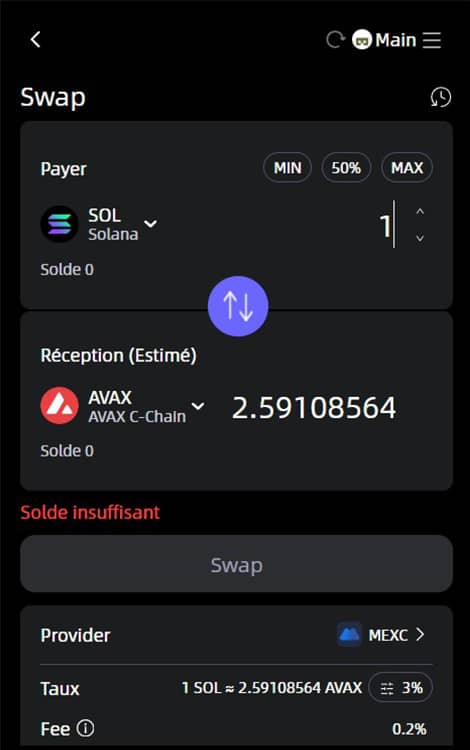 Main
Swap
Payer
MIN 50% MAX
SOL
Solana
1
Solde 0
Réception (Estimé)
AVAX
AVAX C-Chain
2.59108564
Solde 0
Solde insuffisant
Swap
Provider MEXC
Taux 1 SOL ≈ 2.59108564 AVAX 3%
Fee 0.2%